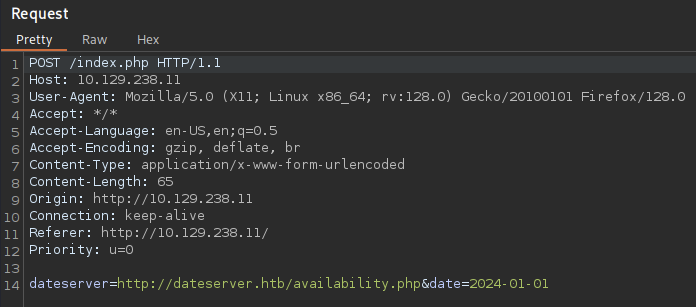 Request
Pretty Raw Hex
1 POST /index.php HTTP/1.1
2 Host: 10.129.238.11
3 User-Agent: Mozilla/5.0 (X11; Linux x86_64; rv:128.0) Gecko/20100101 Firefox/128.0
4 Accept: */*
5 Accept-Language: en-US,en;q=0.5
6 Accept-Encoding: gzip, deflate, br
7 Content-Type: application/x-www-form-urlencoded
8 Content-Length: 65
9 Origin: http://10.129.238.11
10 Connection: keep-alive
11 Referer: http://10.129.238.11/
12 Priority: u=0
13
14 dateserver=http://dateserver.htb/availability.php&date=2024-01-01